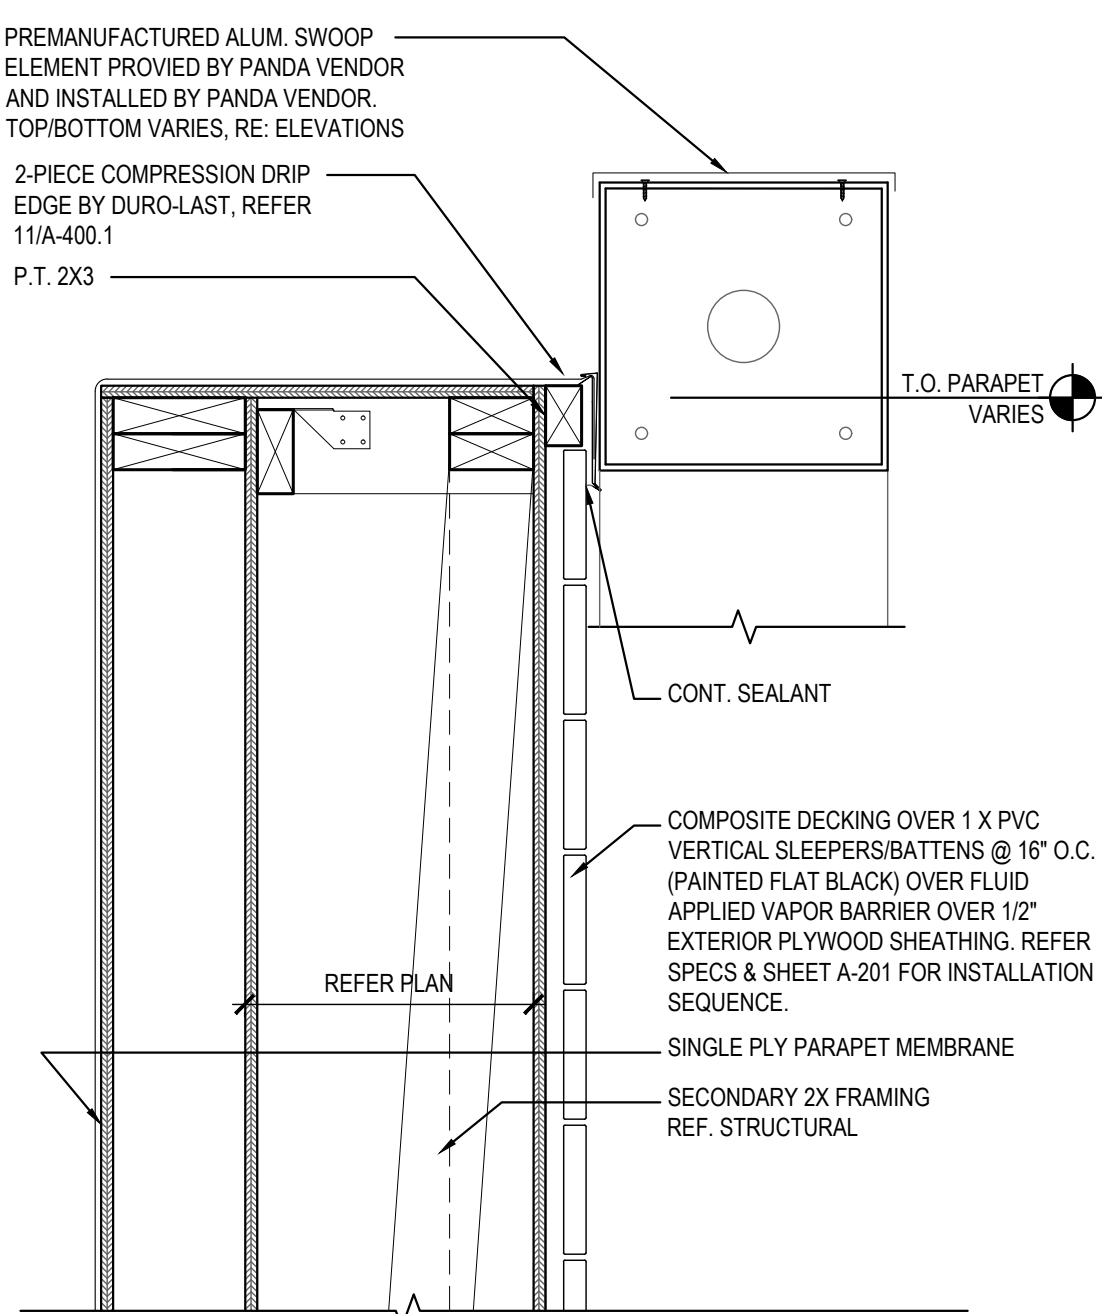 PREMANUFACTURED ALUM. SWOOP
ELEMENT PROVIED BY PANDA VENDOR
AND INSTALLED BY PANDA VENDOR.
TOP/BOTTOM VARIES, RE: ELEVATIONS
2-PIECE COMPRESSION DRIP
EDGE BY DURO-LAST, REFER
11/A-400.1
P.T. 2X3
T.O. PARAPET
VARIES
CONT. SEALANT
COMPOSITE DECKING OVER 1 X PVC
VERTICAL SLEEPERS/BATTENS @ 16" O.C.
(PAINTED FLAT BLACK) OVER FLUID
APPLIED VAPOR BARRIER OVER 1/2"
EXTERIOR PLYWOOD SHEATHING. REFER
SPECS & SHEET A-201 FOR INSTALLATION
SEQUENCE.
REFER PLAN
SINGLE PLY PARAPET MEMBRANE
SECONDARY 2X FRAMING
REF. STRUCTURAL